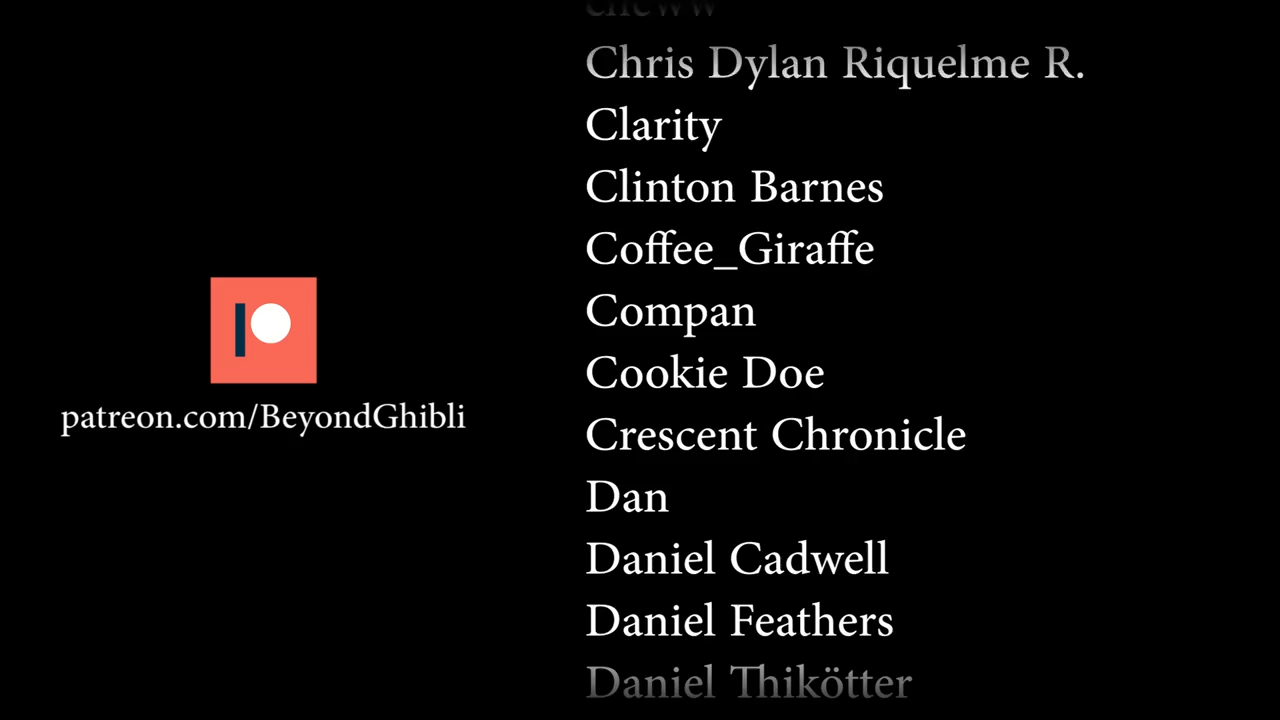 Chris Dylan Riquelme R.
Clarity
Clinton Barnes
Coffee_Giraffe
Compan
Cookie Doe
Crescent Chronicle
Dan
Daniel Cadwell
Daniel Feathers
Daniel Thikötter
patreon.com/BeyondGhibli